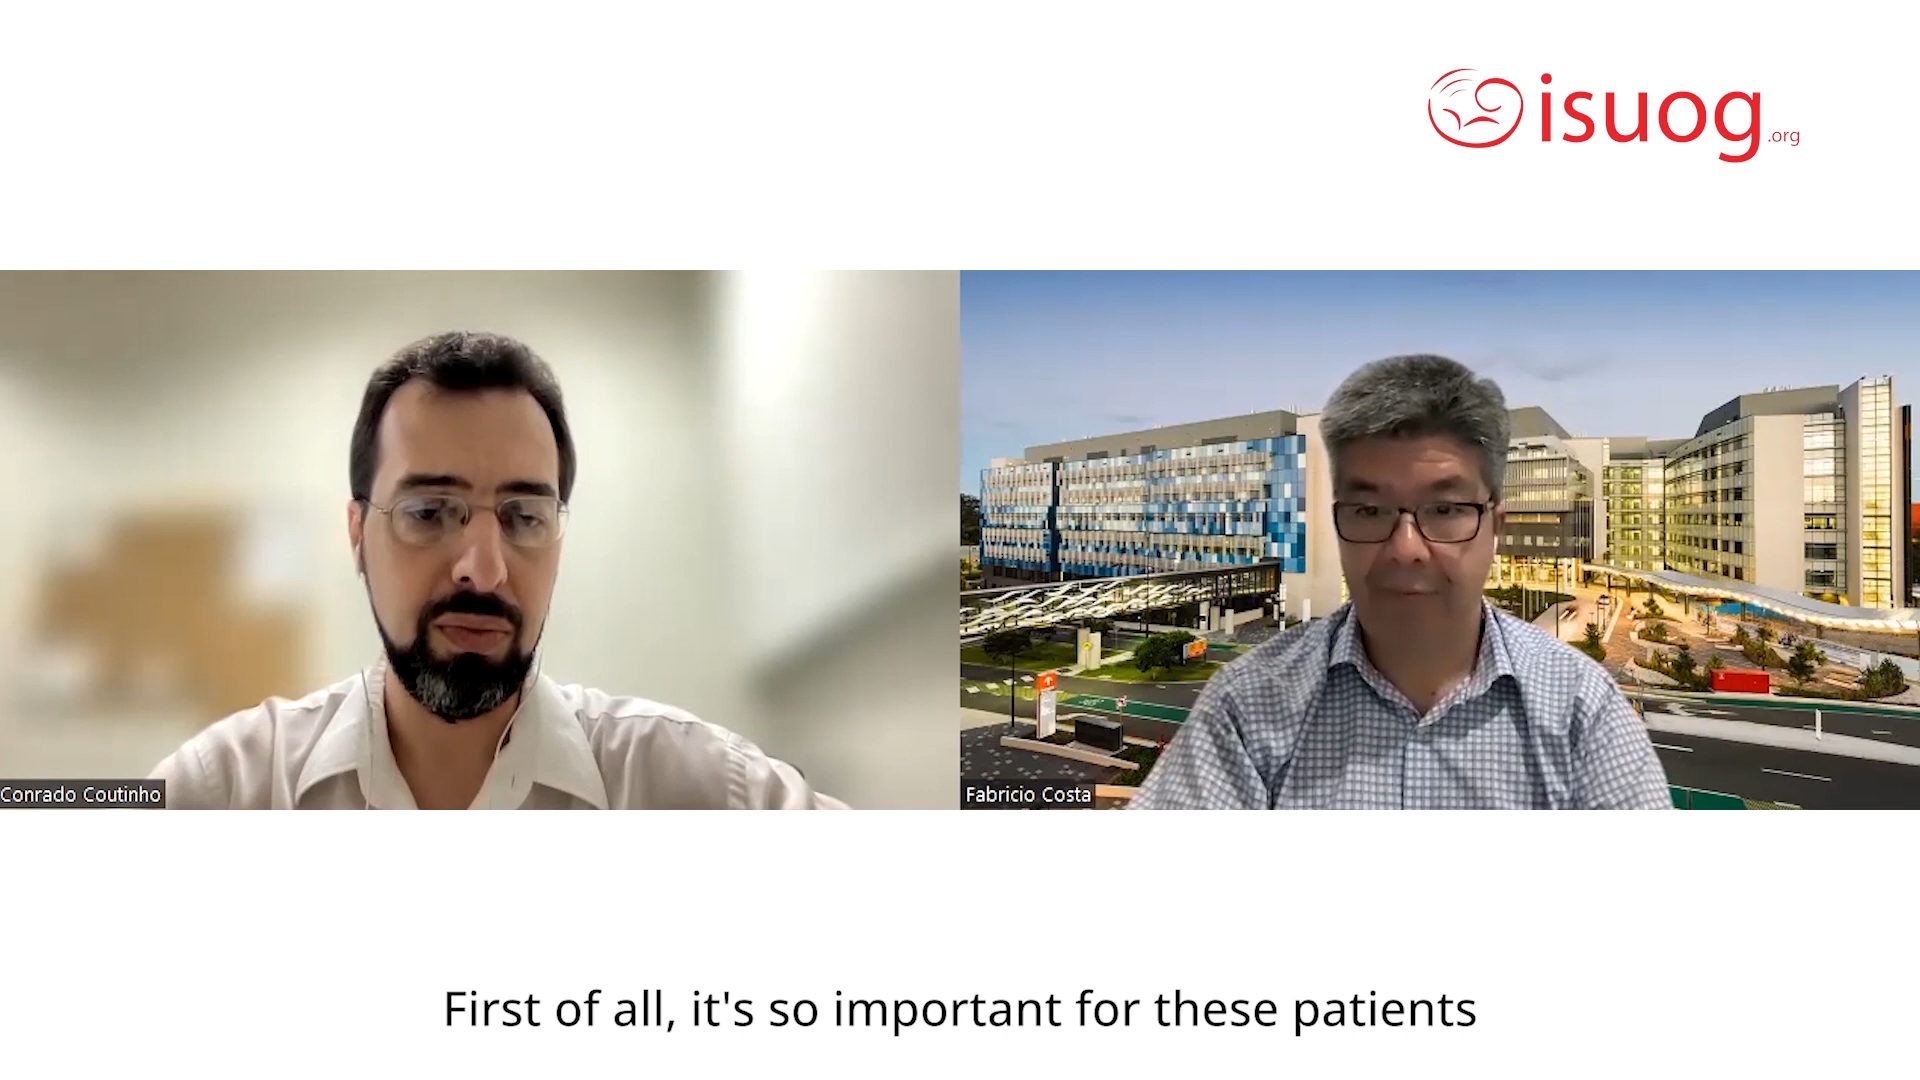 isuog.org
Conrado Coutinho
Fabricio Costa
First of all, it's so important for these patients